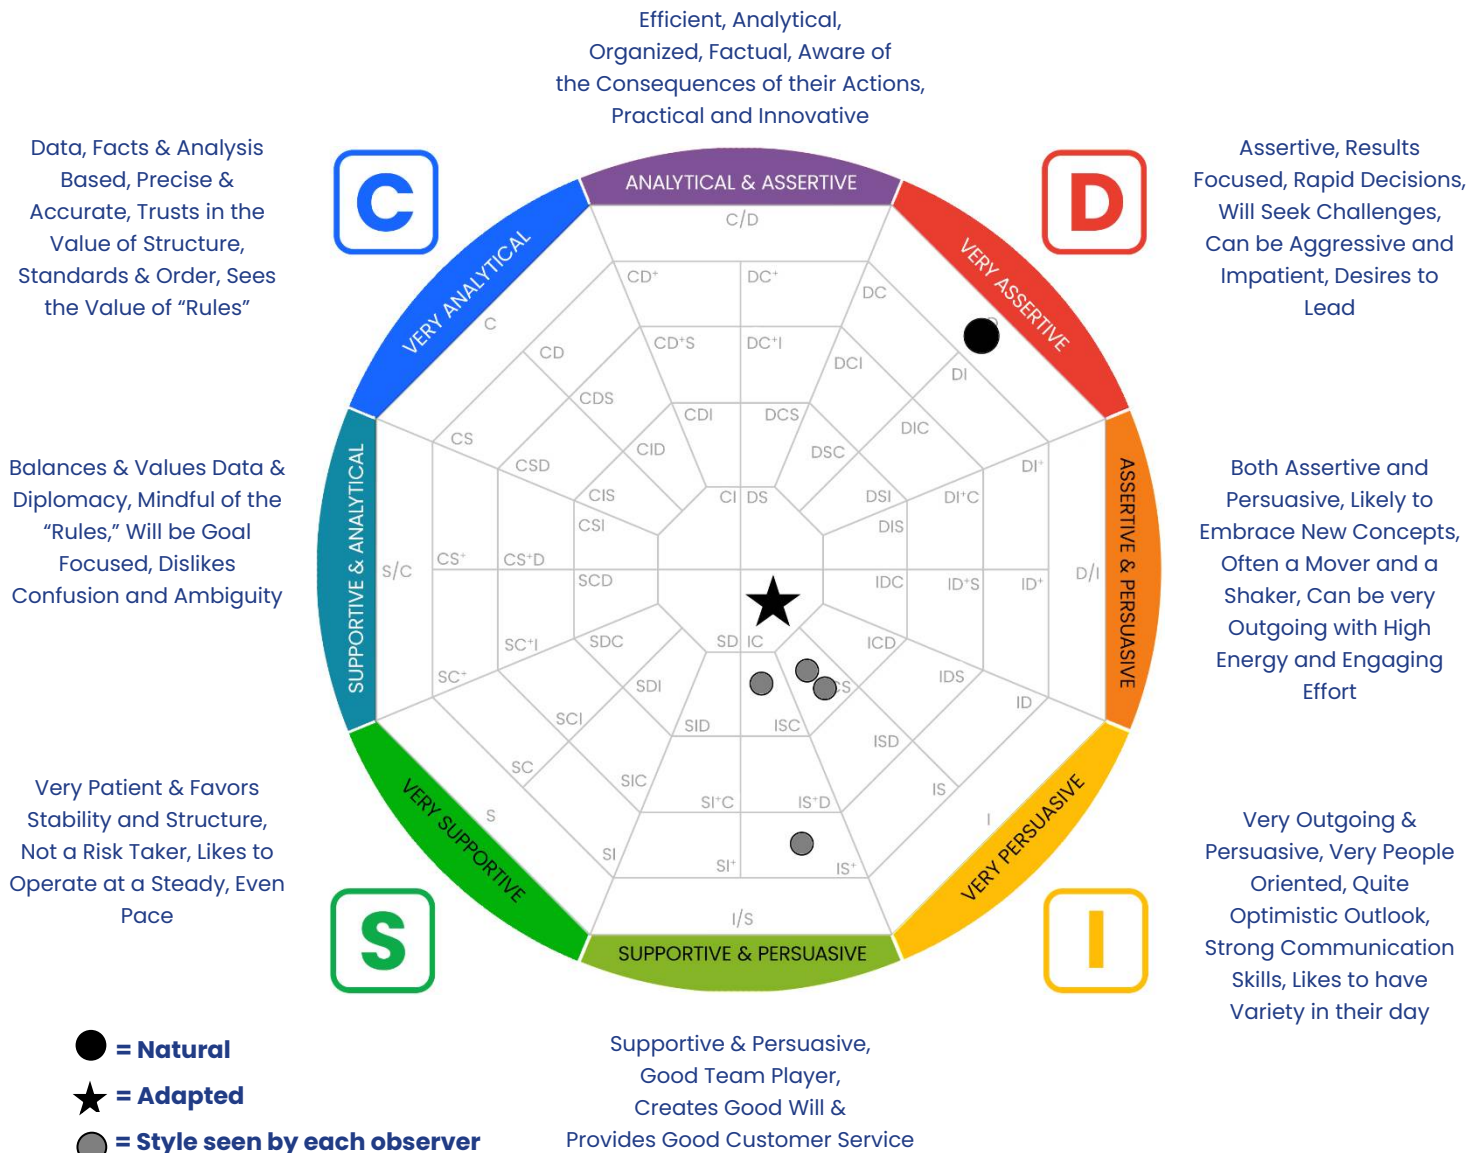 Efficient, Analytical,
Organized, Factual, Aware of
the Consequences of their Actions,
Practical and Innovative
Data, Facts & Analysis
Based, Precise &
Accurate, Trusts in the
Value of Structure,
Standards & Order, Sees
the Value of “Rules”
C
D
Assertive, Results
Focused, Rapid Decisions,
Will Seek Challenges,
Can be Aggressive and
Impatient, Desires to
Lead
ANALYTICAL & ASSERTIVE
VERY ANALYTICAL
VERY ASSERTIVE
C/D
CD⁺
DC⁺
DC
C
CD
CD⁺S
DC⁺I
DCI
DI
CDS
CDI
DCS
DIC
CS
CID
DSC
CSD
DI⁺
CIS
CI
DS
DSI
DI⁺C
CSI
DIS
Balances & Values Data &
Diplomacy, Mindful of the
“Rules,” Will be Goal
Focused, Dislikes
Confusion and Ambiguity
SUPPORTIVE & ANALYTICAL
S/C
CS⁺
CS⁺D
SCD
IDC
ID⁺S
ID⁺
D/I
ASSERTIVE & PERSUASIVE
Both Assertive and
Persuasive, Likely to
Embrace New Concepts,
Often a Mover and a
Shaker, Can be very
Outgoing with High
Energy and Engaging
Effort
SC⁺I
SDC
SD
IC
ICD
SC⁺
SDI
IDS
ID
SCI
SID
ISC
ISD
SC
SIC
SI⁺C
IS⁺D
IS
S
I
SI
SI⁺
IS⁺
I/S
VERY SUPPORTIVE
VERY PERSUASIVE
SUPPORTIVE & PERSUASIVE
Very Patient & Favors
Stability and Structure,
Not a Risk Taker, Likes to
Operate at a Steady, Even
Pace
S
I
Very Outgoing &
Persuasive, Very People
Oriented, Quite
Optimistic Outlook,
Strong Communication
Skills, Likes to have
Variety in their day
= Natural
= Adapted
= Style seen by each observer
Supportive & Persuasive,
Good Team Player,
Creates Good Will &
Provides Good Customer Service